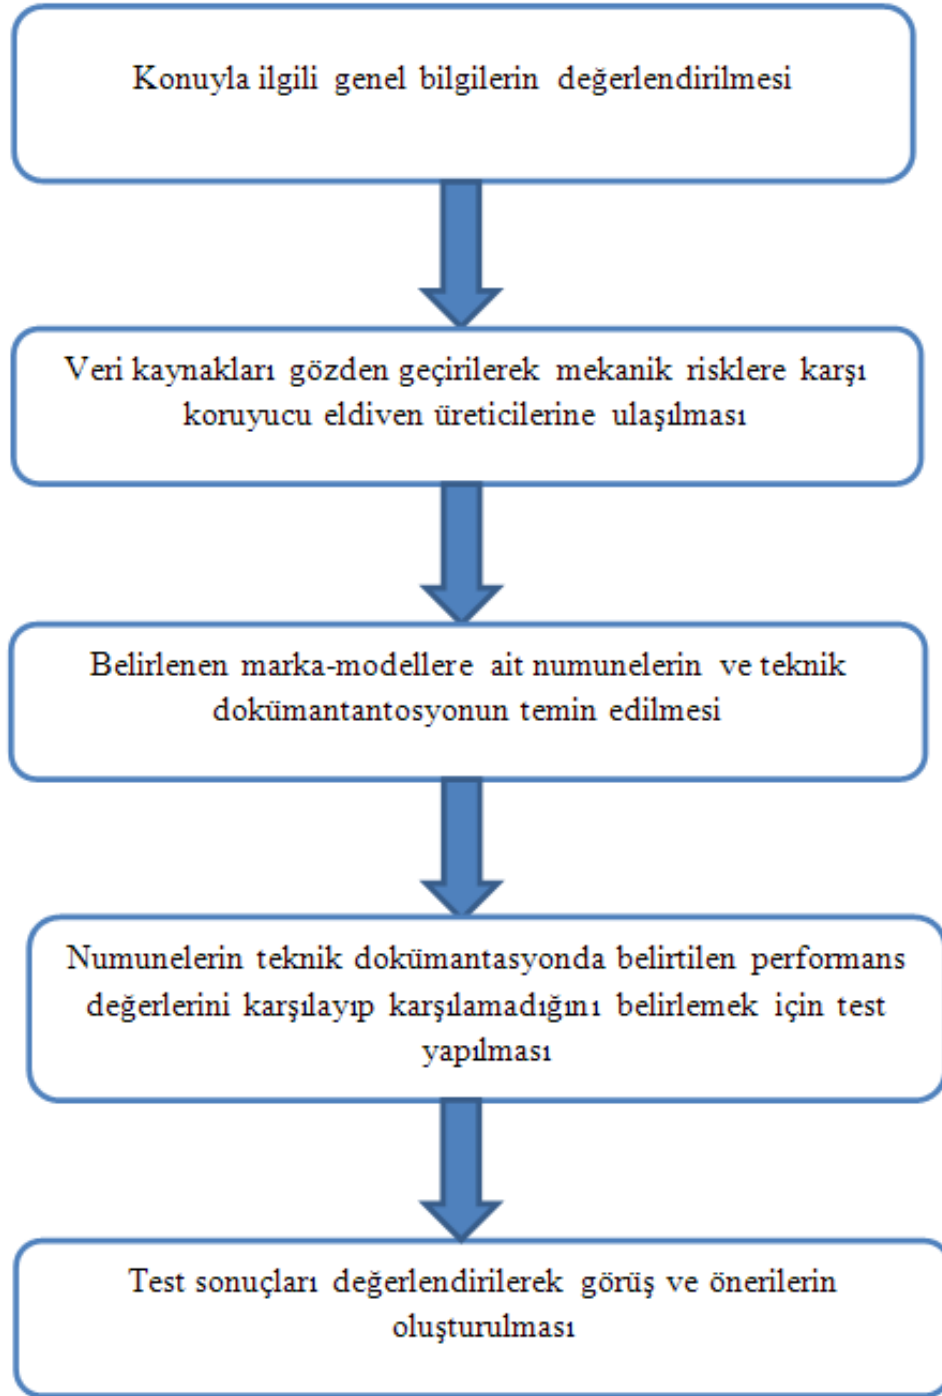 Konuyla ilgili genel bilgilerin değerlendirilmesi
Veri kaynakları gözden geçirilerek mekanik risklere karşı
koruyucu eldiven üreticilerine ulaşılması
Belirlenen marka-modellere ait numunelerin ve teknik
dokümantantosyonun temin edilmesi
Numunelerin teknik dokümantasyonda belirtilen performans
değerlerini karşılayıp karşılamadığını belirlemek için test
yapılması
Test sonuçları değerlendirilerek görüş ve önerilerin
oluşturulması